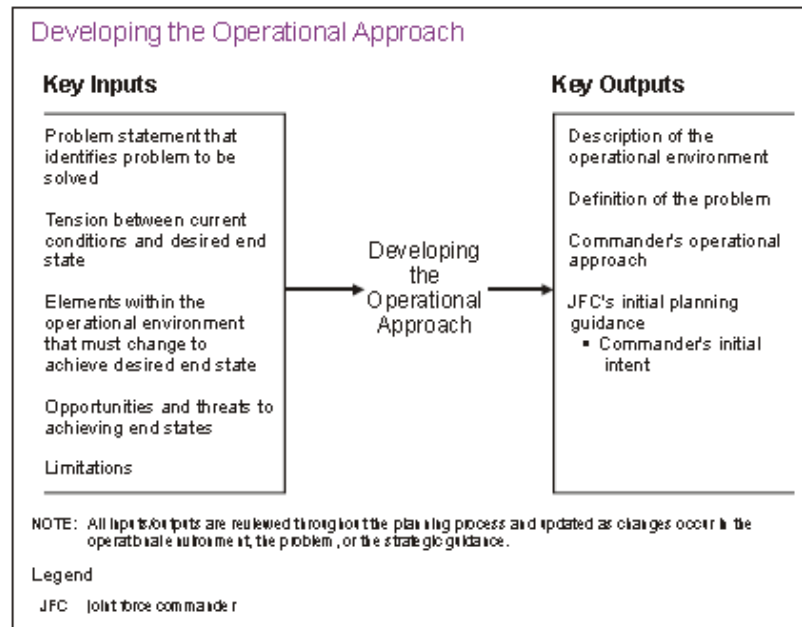 Developing the Operational Approach
Key Inputs
Problem statement that
identifies problem to be
solved
Tension between current
conditions and desired end
state
Elements within the
operational environment
that must change to
achieve desired end state
Opportunities and threats to
achieving end states
Limitations
Developing
the
Operational
Approach
Key Outputs
Description of the
operational environment
Definition of the problem
Commander's operational
approach
JFC's initial planning
guidance
▪ Commander's initial
intent
NOTE: All inputs/outputs are reviewed throughout the planning process and updated as changes occur in the
operational environment, the problem, or the strategic guidance.
Legend
JFC joint force commander